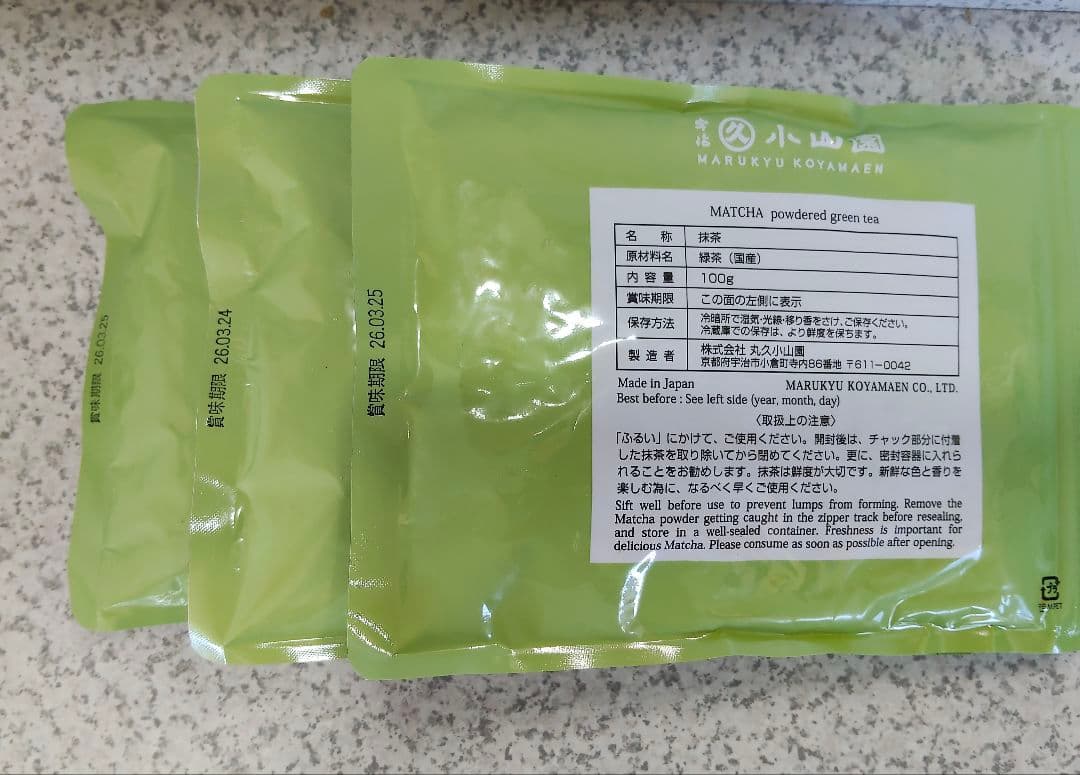 賞味期限 26.03.25
賞味期限 26.03.24
賞味期限 26.03.25
宇治 久 小山園
MARUKYU KOYAMAEN
MATCHA powdered green tea
名 称 抹茶
原材料名 緑茶（国産）
内容量 100g
賞味期限 この面の左側に表示
保存方法 冷暗所で湿気・光線・移り香をさけ、ご保存ください。
冷蔵庫での保存は、より鮮度を保ちます。
製造者 株式会社 丸久小山園
京都府宇治市小倉町寺内86番地 〒611-0042
Made in Japan MARUKYU KOYAMAEN CO., LTD.
Best before : See left side (year, month, day)
〈取扱上の注意〉
「ふるい」にかけて、ご使用ください。開封後は、チャック部分に付着
した抹茶を取り除いてから閉めてください。更に、密封容器に入れら
れることをお勧めします。抹茶は鮮度が大切です。新鮮な色と香りを
楽しむ為に、なるべく早くご使用ください。
Sift well before use to prevent lumps from forming. Remove the
Matcha powder getting caught in the zipper track before resealing,
and store in a well-sealed container. Freshness is important for
delicious Matcha. Please consume as soon as possible after opening.
プラ